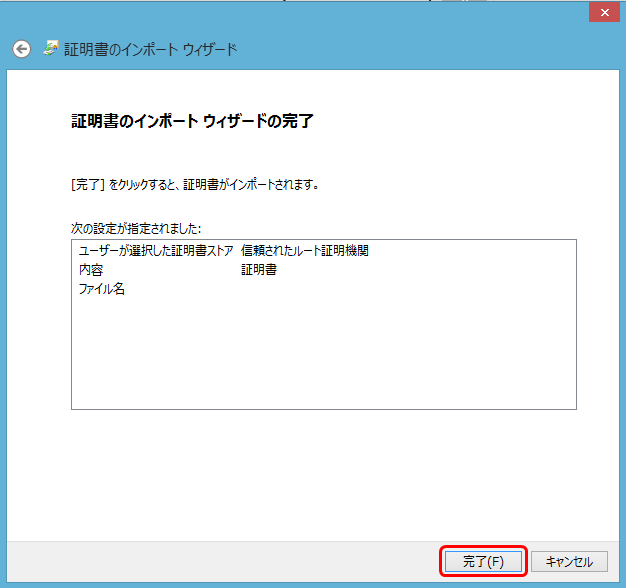 証明書のインポート ウィザード
証明書のインポート ウィザードの完了
[完了] をクリックすると、証明書がインポートされます。
次の設定が指定されました:
ユーザーが選択した証明書ストア 信頼されたルート証明機関
内容 証明書
ファイル名
完了(F) キャンセル